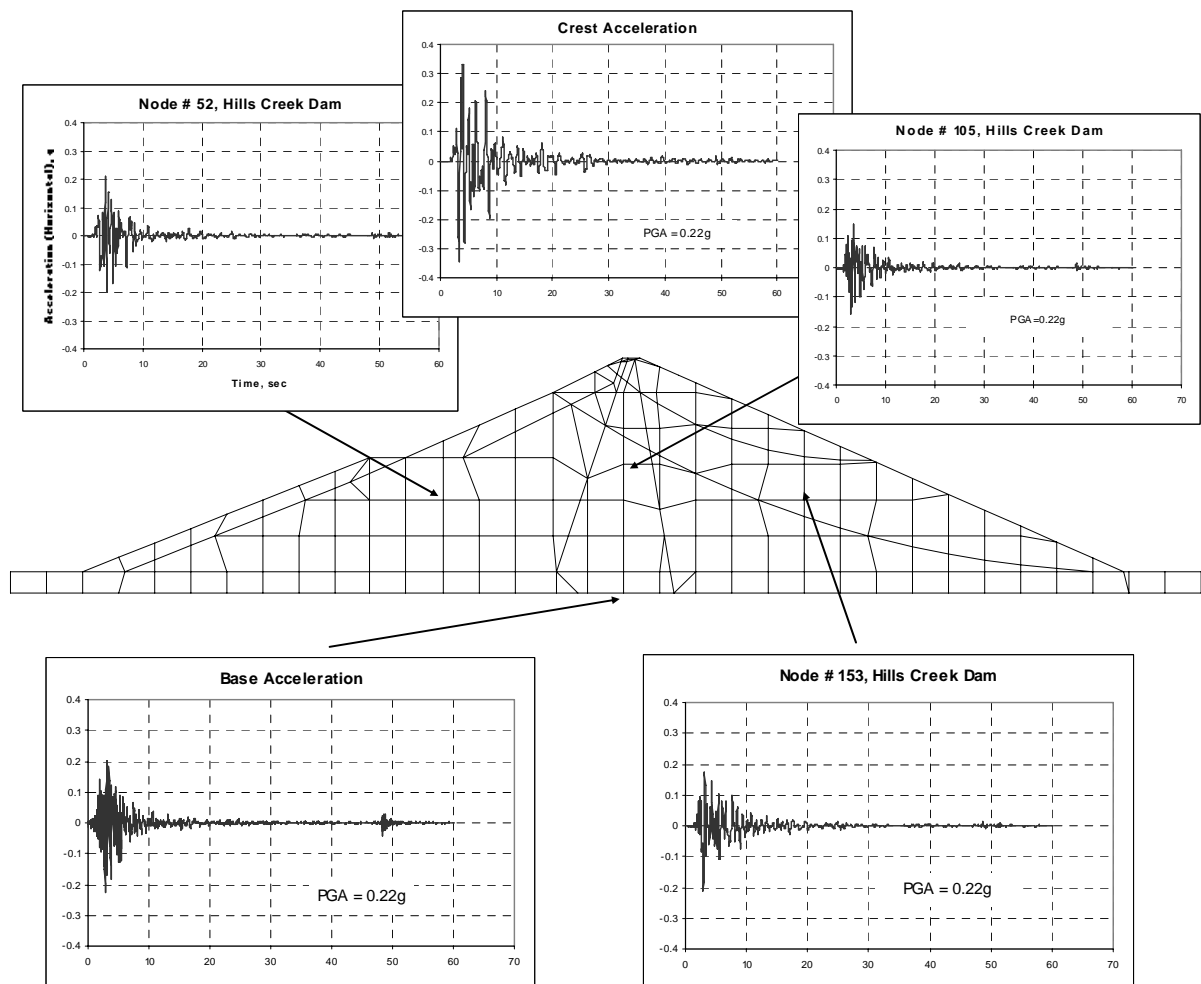 Crest Acceleration
0.4
0.3
0.2
0.1
0
-0.1
-0.2
-0.3
-0.4
PGA = 0.22g
0 10 20 30 40 50 60
Node # 52, Hills Creek Dam
Acceleration (Horizontal), g
0.4
0.3
0.2
0.1
0
-0.1
-0.2
-0.3
-0.4
0 10 20 30 40 50 60
Time, sec
Node # 105, Hills Creek Dam
0.4
0.3
0.2
0.1
0
-0.1
-0.2
-0.3
-0.4
PGA=0.22g
0 10 20 30 40 50 60 70
Base Acceleration
0.4
0.3
0.2
0.1
0
-0.1
-0.2
-0.3
-0.4
PGA = 0.22g
0 10 20 30 40 50 60 70
Node # 153, Hills Creek Dam
0.4
0.3
0.2
0.1
0
-0.1
-0.2
-0.3
-0.4
PGA = 0.22g
0 10 20 30 40 50 60 70